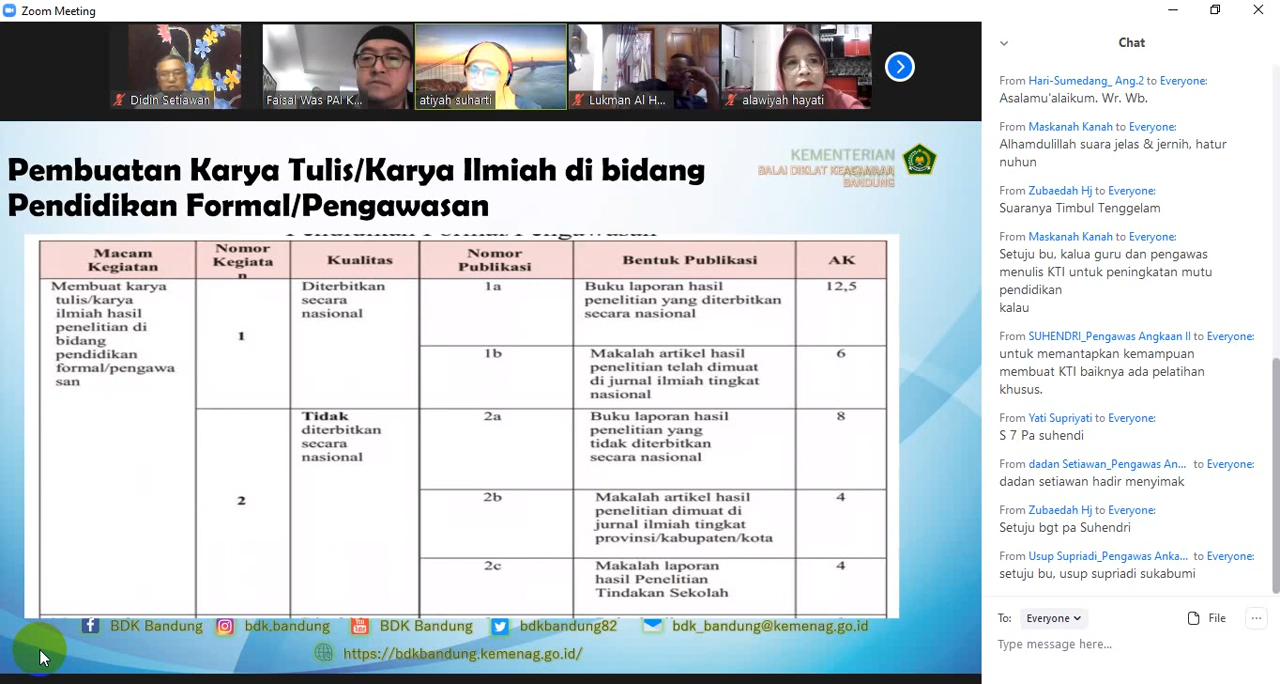 Zoom Meeting
Didin Setiawan
Faisal Was PAI K...
atiyah suharti
Lukman Al H...
alawiyah hayati
Pembuatan Karya Tulis/Karya Ilmiah di bidang
Pendidikan Formal/Pengawasan
KEMENTERIAN
BALAI DIKLAT KEAGAMAAN
BANDUNG
Pendidikan Formal/Pengawasan
Macam
Kegiatan
Nomor
Kegiata
n
Kualitas
Nomor
Publikasi
Bentuk Publikasi
AK
Membuat karya
tulis/karya
ilmiah hasil
penelitian di
bidang
pendidikan
formal/pengawa
san
1
Diterbitkan
secara
nasional
1a
Buku laporan hasil
penelitian yang diterbitkan
secara nasional
12,5
1b
Makalah artikel hasil
penelitian telah dimuat
di jurnal ilmiah tingkat
nasional
6
2
Tidak
diterbitkan
secara
nasional
2a
Buku laporan hasil
penelitian yang
tidak diterbitkan
secara nasional
8
2b
Makalah artikel hasil
penelitian dimuat di
jurnal ilmiah tingkat
provinsi/kabupaten/kota
4
2c
Makalah laporan
hasil Penelitian
Tindakan Sekolah
4
BDK Bandung
bdk.bandung
BDK Bandung
bdkbandung82
bdk_bandung@kemenag.go.id
https://bdkbandung.kemenag.go.id/
Chat
From Hari-Sumedang_ Ang.2 to Everyone:
Asalamu'alaikum. Wr. Wb.
From Maskanah Kanah to Everyone:
Alhamdulillah suara jelas & jernih, hatur
nuhun
From Zubaedah Hj to Everyone:
Suaranya Timbul Tenggelam
From Maskanah Kanah to Everyone:
Setuju bu, kalua guru dan pengawas
menulis KTI untuk peningkatan mutu
pendidikan
kalau
From SUHENDRI_Pengawas Angkaan II to Everyone:
untuk memantapkan kemampuan
membuat KTI baiknya ada pelatihan
khusus.
From Yati Supriyati to Everyone:
S 7 Pa suhendi
From dadan Setiawan_Pengawas An... to Everyone:
dadan setiawan hadir menyimak
From Zubaedah Hj to Everyone:
Setuju bgt pa Suhendri
From Usup Supriadi_Pengawas Anka... to Everyone:
setuju bu, usup supriadi sukabumi
To: Everyone
File
Type message here...